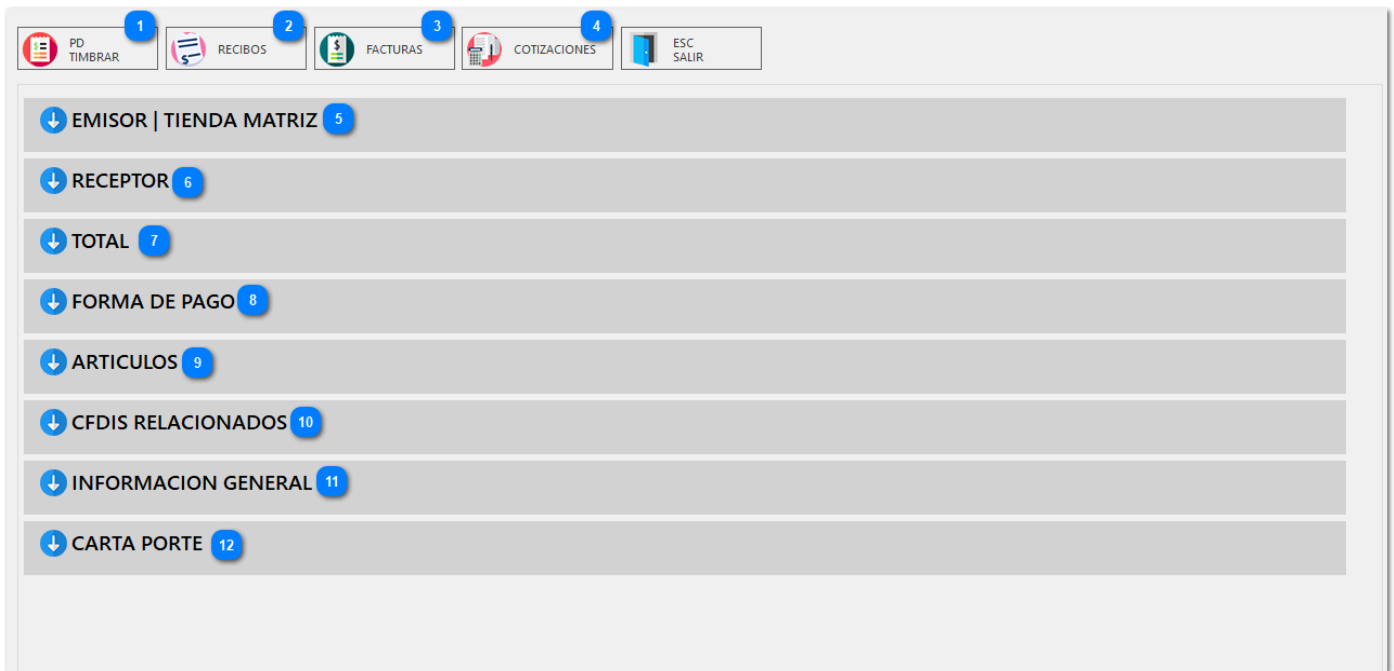 1
PD
TIMBRAR
2
RECIBOS
3
FACTURAS
4
COTIZACIONES
ESC
SALIR
EMISOR | TIENDA MATRIZ 5
RECEPTOR 6
TOTAL 7
FORMA DE PAGO 8
ARTICULOS 9
CFDIS RELACIONADOS 10
INFORMACION GENERAL 11
CARTA PORTE 12